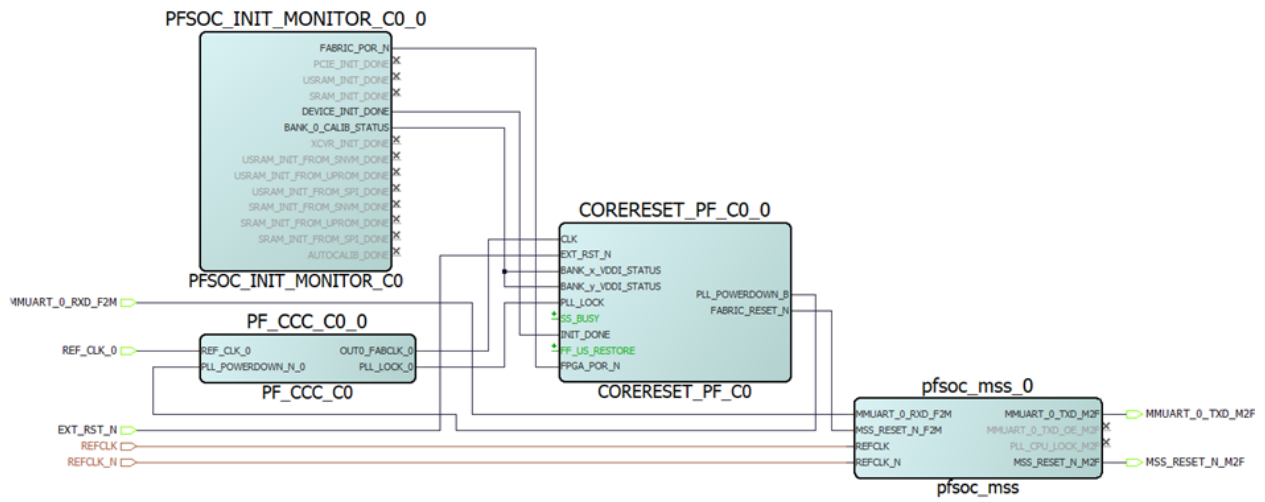 PFSOC_INIT_MONITOR_C0_0
FABRIC_POR_N
PCIE_INIT_DONE
USRAM_INIT_DONE
SRAM_INIT_DONE
DEVICE_INIT_DONE
BANK_0_CALIB_STATUS
XCVR_INIT_DONE
USRAM_INIT_FROM_SNVM_DONE
USRAM_INIT_FROM_UPROM_DONE
USRAM_INIT_FROM_SPI_DONE
SRAM_INIT_FROM_SNVM_DONE
SRAM_INIT_FROM_UPROM_DONE
SRAM_INIT_FROM_SPI_DONE
AUTOCALIB_DONE
PFSOC_INIT_MONITOR_C0
MMUART_0_RXD_F2M
REF_CLK_0
EXT_RST_N
REFCLK
REFCLK_N
PF_CCC_C0_0
REF_CLK_0 OUT0_FABCLK_0
PLL_POWERDOWN_N_0 PLL_LOCK_0
PF_CCC_C0
CORERESET_PF_C0_0
CLK
EXT_RST_N
BANK_x_VDDI_STATUS
BANK_y_VDDI_STATUS
PLL_LOCK
SS_BUSY
INIT_DONE
FF_US_RESTORE
FPGA_POR_N
PLL_POWERDOWN_B
FABRIC_RESET_N
CORERESET_PF_C0
pfsoc_mss_0
MMUART_0_RXD_F2M MMUART_0_TXD_M2F
MSS_RESET_N_F2M MMUART_0_TXD_OE_M2F
REFCLK PLL_CPU_LOCK_M2F
REFCLK_N MSS_RESET_N_M2F
pfsoc_mss
MMUART_0_TXD_M2F
MSS_RESET_N_M2F